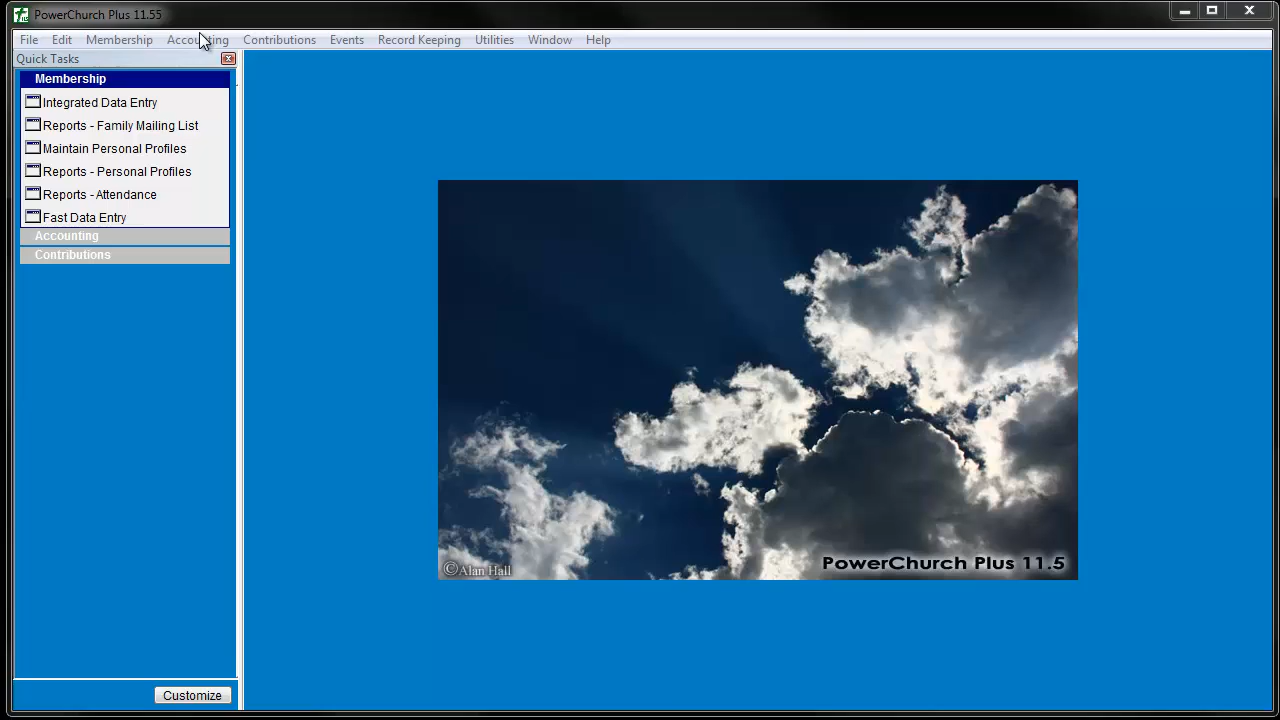 PowerChurch Plus 11.55
File Edit Membership Accounting Contributions Events Record Keeping Utilities Window Help
Quick Tasks
Membership
Integrated Data Entry
Reports - Family Mailing List
Maintain Personal Profiles
Reports - Personal Profiles
Reports - Attendance
Fast Data Entry
Accounting
Contributions
PowerChurch Plus 11.5
©Alan Hall
Customize